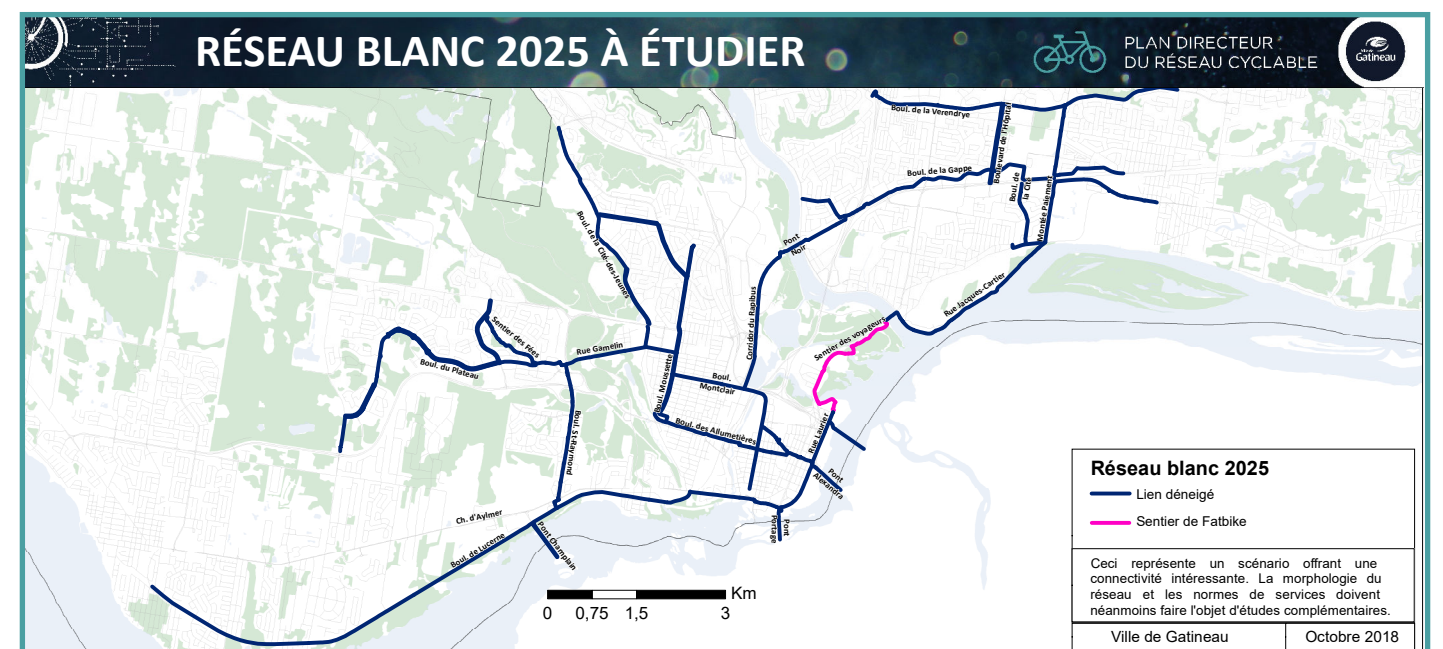 RÉSEAU BLANC 2025 À ÉTUDIER
PLAN DIRECTEUR
DU RÉSEAU CYCLABLE
Gatineau
Boul. de la Verendrye
Boulevard de l'Hôpital
Boul. de la Gappe
Boul. de
la Cité
Montée Paiement
Pont
Noir
Rue Jacques-Cartier
Boul. de la Cité-des-Jeunes
Corridor du Rapibus
Sentier des voyageurs
Sentier des Fées
Rue Gamelin
Boul. du Plateau
Boul. Moussette
Boul.
Montclair
Boul. des Allumetières
Rue Laurier
Boul. St-Raymond
Pont
Alexandra
Pont
Portage
Ch. d'Aylmer
Pont Champlain
Boul. de Lucerne
Km
0 0,75 1,5 3
Réseau blanc 2025
Lien déneigé
Sentier de Fatbike
Ceci représente un scénario offrant une
connectivité intéressante. La morphologie du
réseau et les normes de services doivent
néanmoins faire l'objet d'études complémentaires.
Ville de Gatineau
Octobre 2018